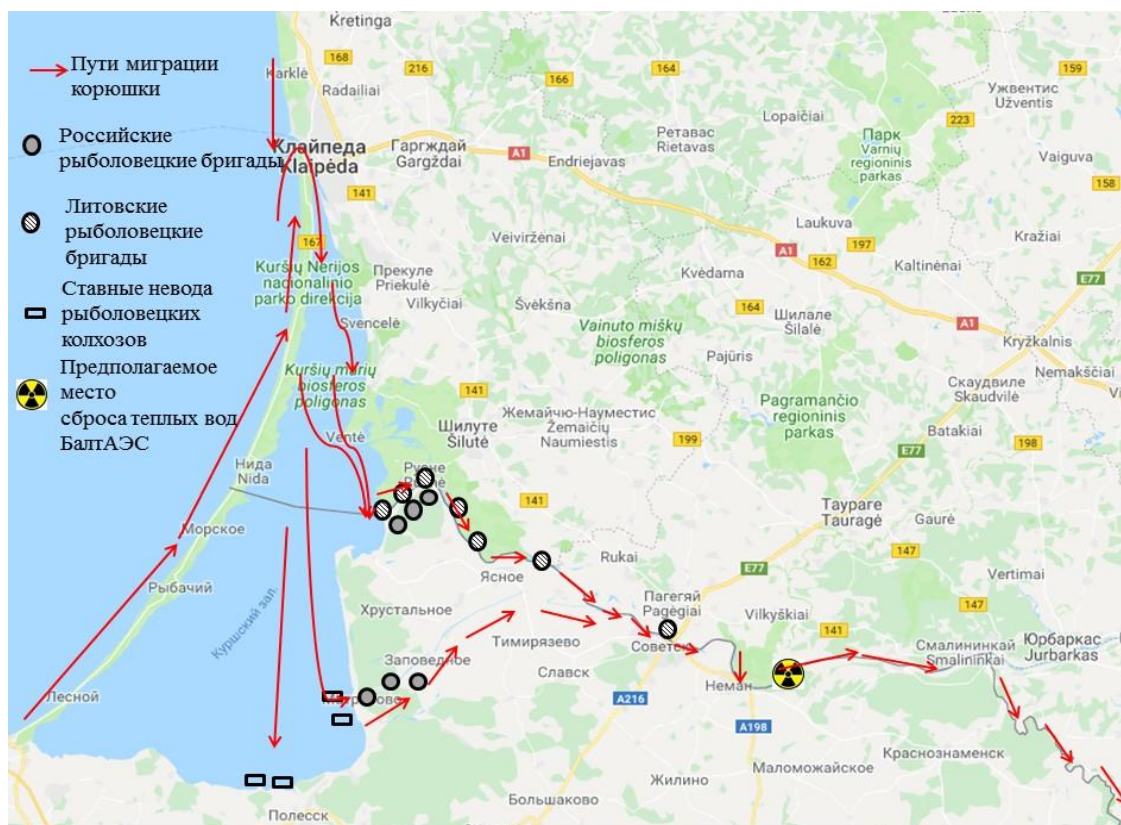 Kretinga
Пути миграции
корюшки
Karklė
168
216
Radailiai
166
164
159
Ужвентис
Užventis
Lopaičiai
223
Российские
рыболовецкие бригады
Клайпеда
Klaipėda
Гаргждай
Gargždai
Endriejavas
Ретавас
Rietavas
Парк
Varnių
regioninis
parkas
Vaiguva
A1
158
141
Литовские
рыболовецкие
бригады
167
Veiviržėnai
Laukuva
197
Kražiai
A1
162
Kaltinėnai
E77
Kuršių Nerijos
nacionalinio
parko direkcija
Прекуле
Priekulė
Vilkyčiai
Kvėdarna
Ставные невода
рыболовецких
колхозов
Švėkšna
164
Шилале
Šilalė
Svencelė
Vainuto miškų
biosferos
poligonas
A1
Kryžkalnis
Предполагаемое
место
сброса теплых вод
БалтАЭС
Kuršių marių
biosferos
poligonas
Pajūris
Nemakščiai
141
Скаудвиле
Skaudvilė
Жемайчю-Науместис
Žemaičių
Naumiestis
Pagramančio
regioninis
parkas
Batakiai
Шилуте
Šilutė
Ventė
199
E77
198
Нида
Nida
141
Таураге
Tauragė
Gaurė
Морское
147
Rukai
E77
Ясное
Vertimai
Рыбачий
Пагегяй
Pagėgiai
Vilkyškiai
147
Хрустальное
141
Юрбаркас
Jurbarkas
Куршский зал.
Тимирязево
Смалининкай
Smalininkai
Заповедное
Славск
Неман
Лесной
A216
A198
Краснознаменск
Маломожайское
Жилино
Большаково
Полесск